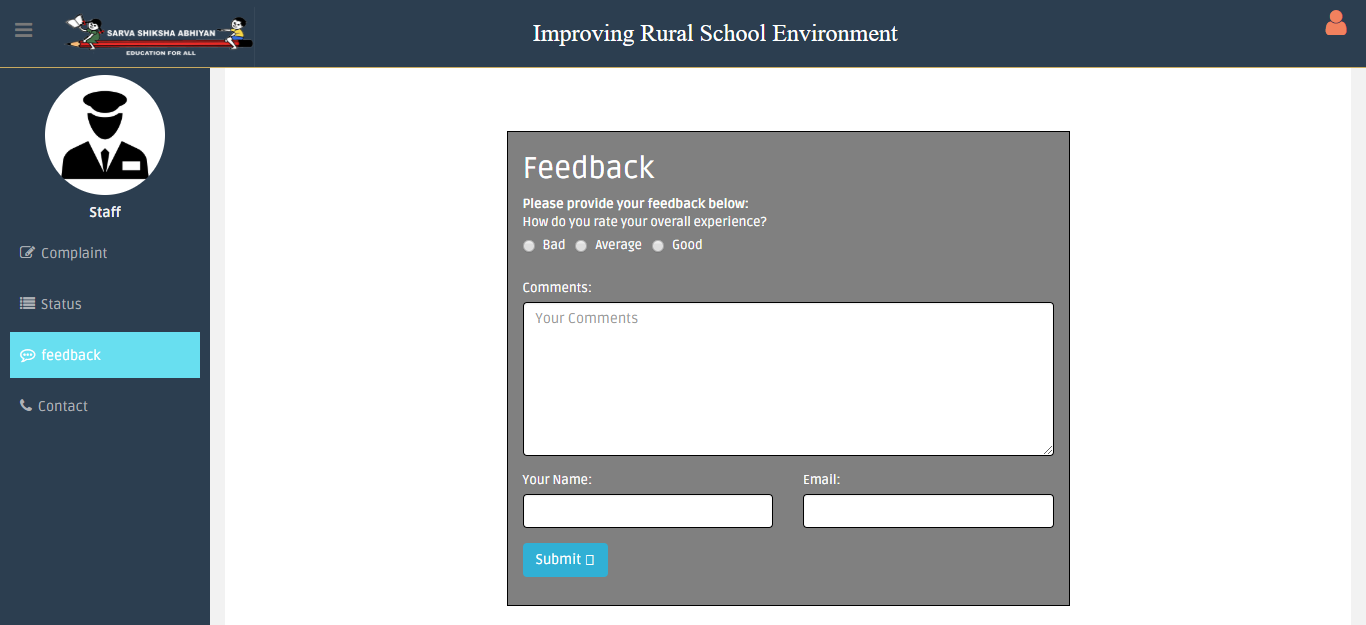 SARVA SHIKSHA ABHIYAN
EDUCATION FOR ALL
Improving Rural School Environment
Staff
Complaint
Status
feedback
Contact
Feedback
Please provide your feedback below:
How do you rate your overall experience?
Bad Average Good
Comments:
Your Comments
Your Name: Email:
Submit